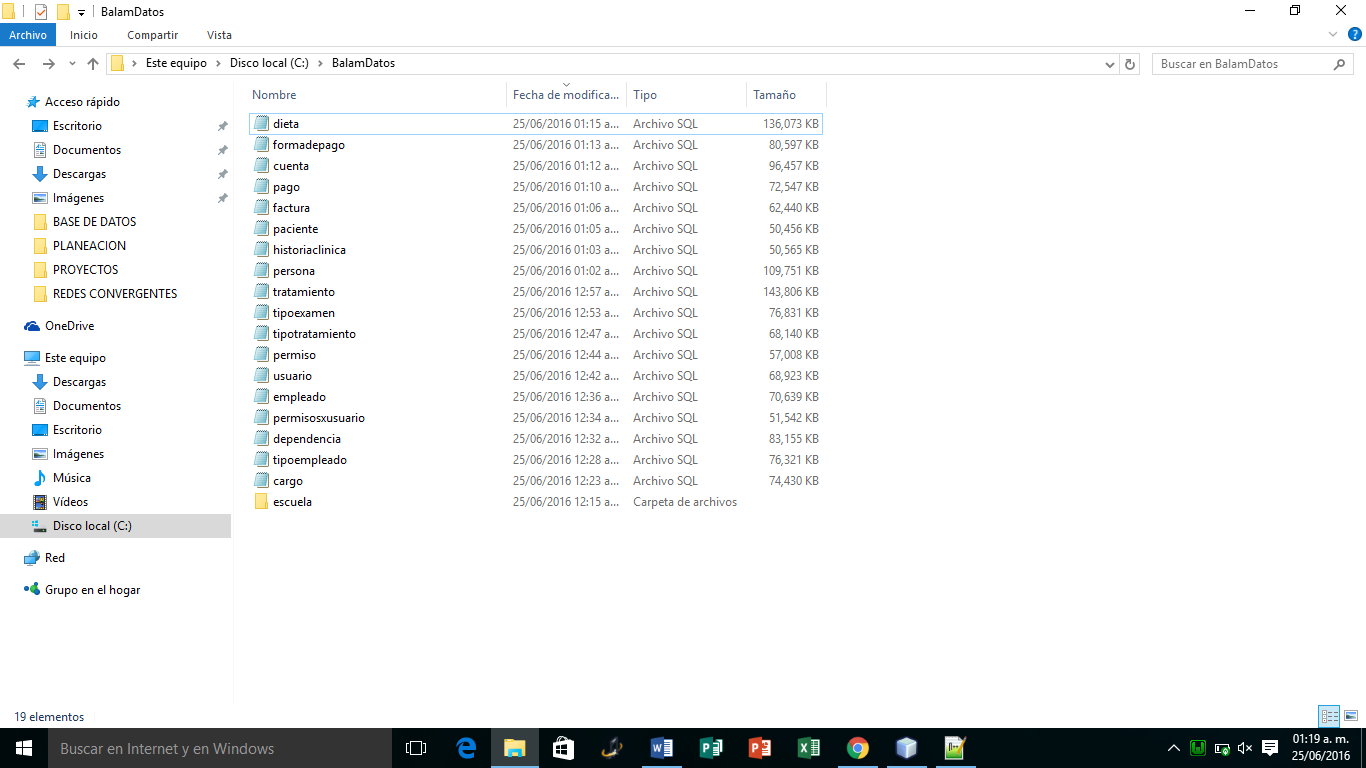 BalamDatos
Archivo Inicio Compartir Vista
Este equipo Disco local (C:) BalamDatos Buscar en BalamDatos
Acceso rápido
Escritorio
Documentos
Descargas
Imágenes
BASE DE DATOS
PLANEACION
PROYECTOS
REDES CONVERGENTES
OneDrive
Este equipo
Descargas
Documentos
Escritorio
Imágenes
Música
Vídeos
Disco local (C:)
Red
Grupo en el hogar
Nombre Fecha de modifica... Tipo Tamaño
dieta 25/06/2016 01:15 a... Archivo SQL 136,073 KB
formadepago 25/06/2016 01:13 a... Archivo SQL 80,597 KB
cuenta 25/06/2016 01:12 a... Archivo SQL 96,457 KB
pago 25/06/2016 01:10 a... Archivo SQL 72,547 KB
factura 25/06/2016 01:06 a... Archivo SQL 62,440 KB
paciente 25/06/2016 01:05 a... Archivo SQL 50,456 KB
historiaclinica 25/06/2016 01:03 a... Archivo SQL 50,565 KB
persona 25/06/2016 01:02 a... Archivo SQL 109,751 KB
tratamiento 25/06/2016 12:57 a... Archivo SQL 143,806 KB
tipoexamen 25/06/2016 12:53 a... Archivo SQL 76,831 KB
tipotratamiento 25/06/2016 12:47 a... Archivo SQL 68,140 KB
permiso 25/06/2016 12:44 a... Archivo SQL 57,008 KB
usuario 25/06/2016 12:42 a... Archivo SQL 68,923 KB
empleado 25/06/2016 12:36 a... Archivo SQL 70,639 KB
permisosxusuario 25/06/2016 12:34 a... Archivo SQL 51,542 KB
dependencia 25/06/2016 12:32 a... Archivo SQL 83,155 KB
tipoempleado 25/06/2016 12:28 a... Archivo SQL 76,321 KB
cargo 25/06/2016 12:23 a... Archivo SQL 74,430 KB
escuela 25/06/2016 12:15 a... Carpeta de archivos
19 elementos
Buscar en Internet y en Windows
01:19 a. m.
25/06/2016